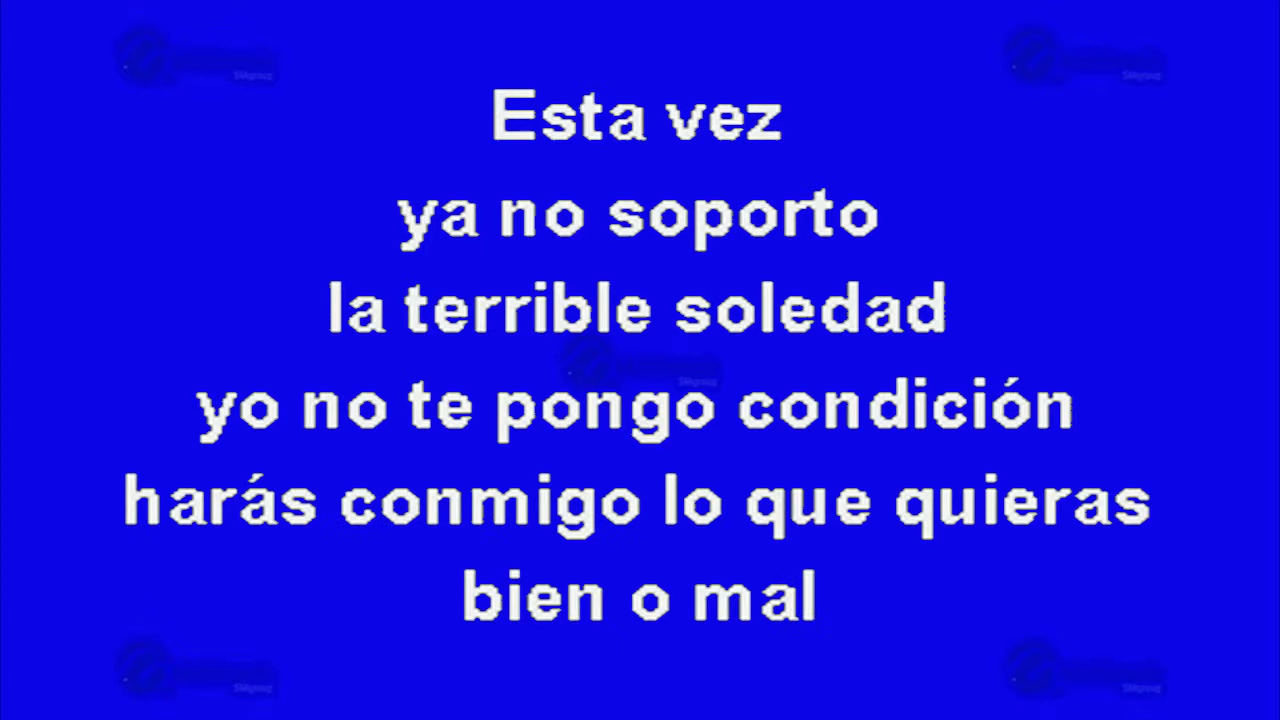 Esta vez
ya no soporto
la terrible soledad
yo no te pongo condición
harás conmigo lo que quieras
bien o mal